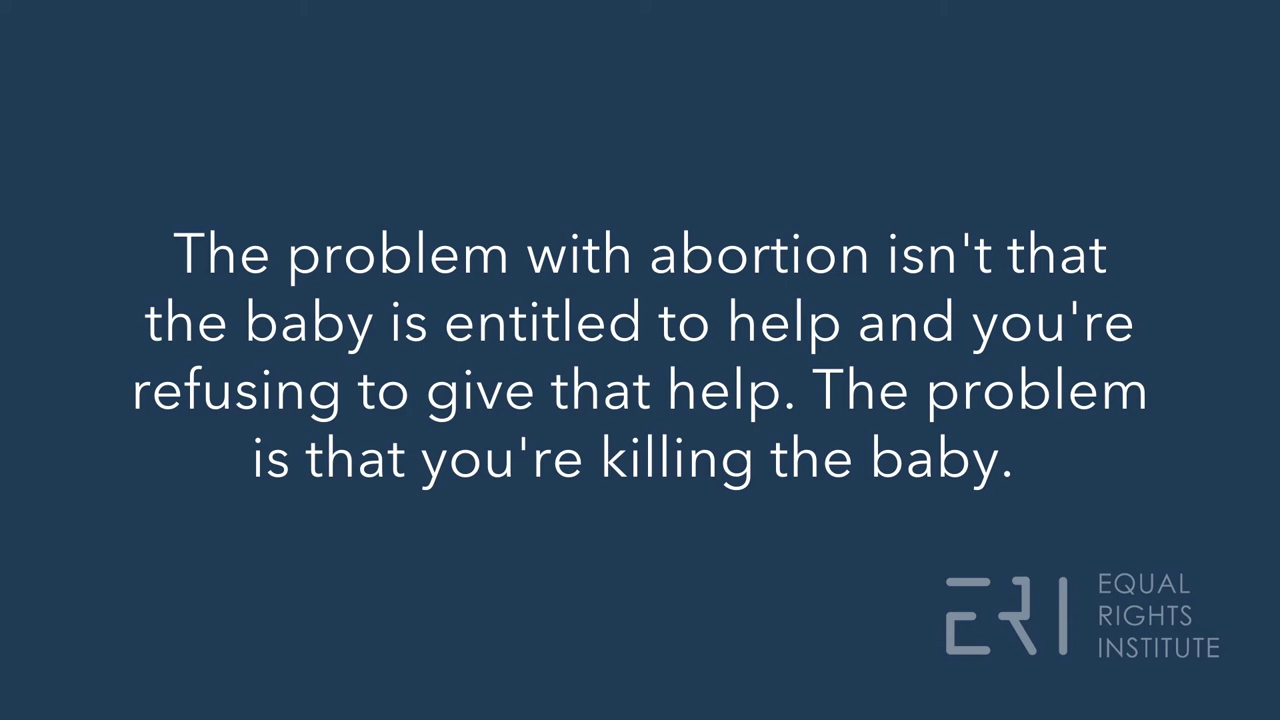 The problem with abortion isn't that
the baby is entitled to help and you're
refusing to give that help. The problem
is that you're killing the baby.
ERI
EQUAL
RIGHTS
INSTITUTE